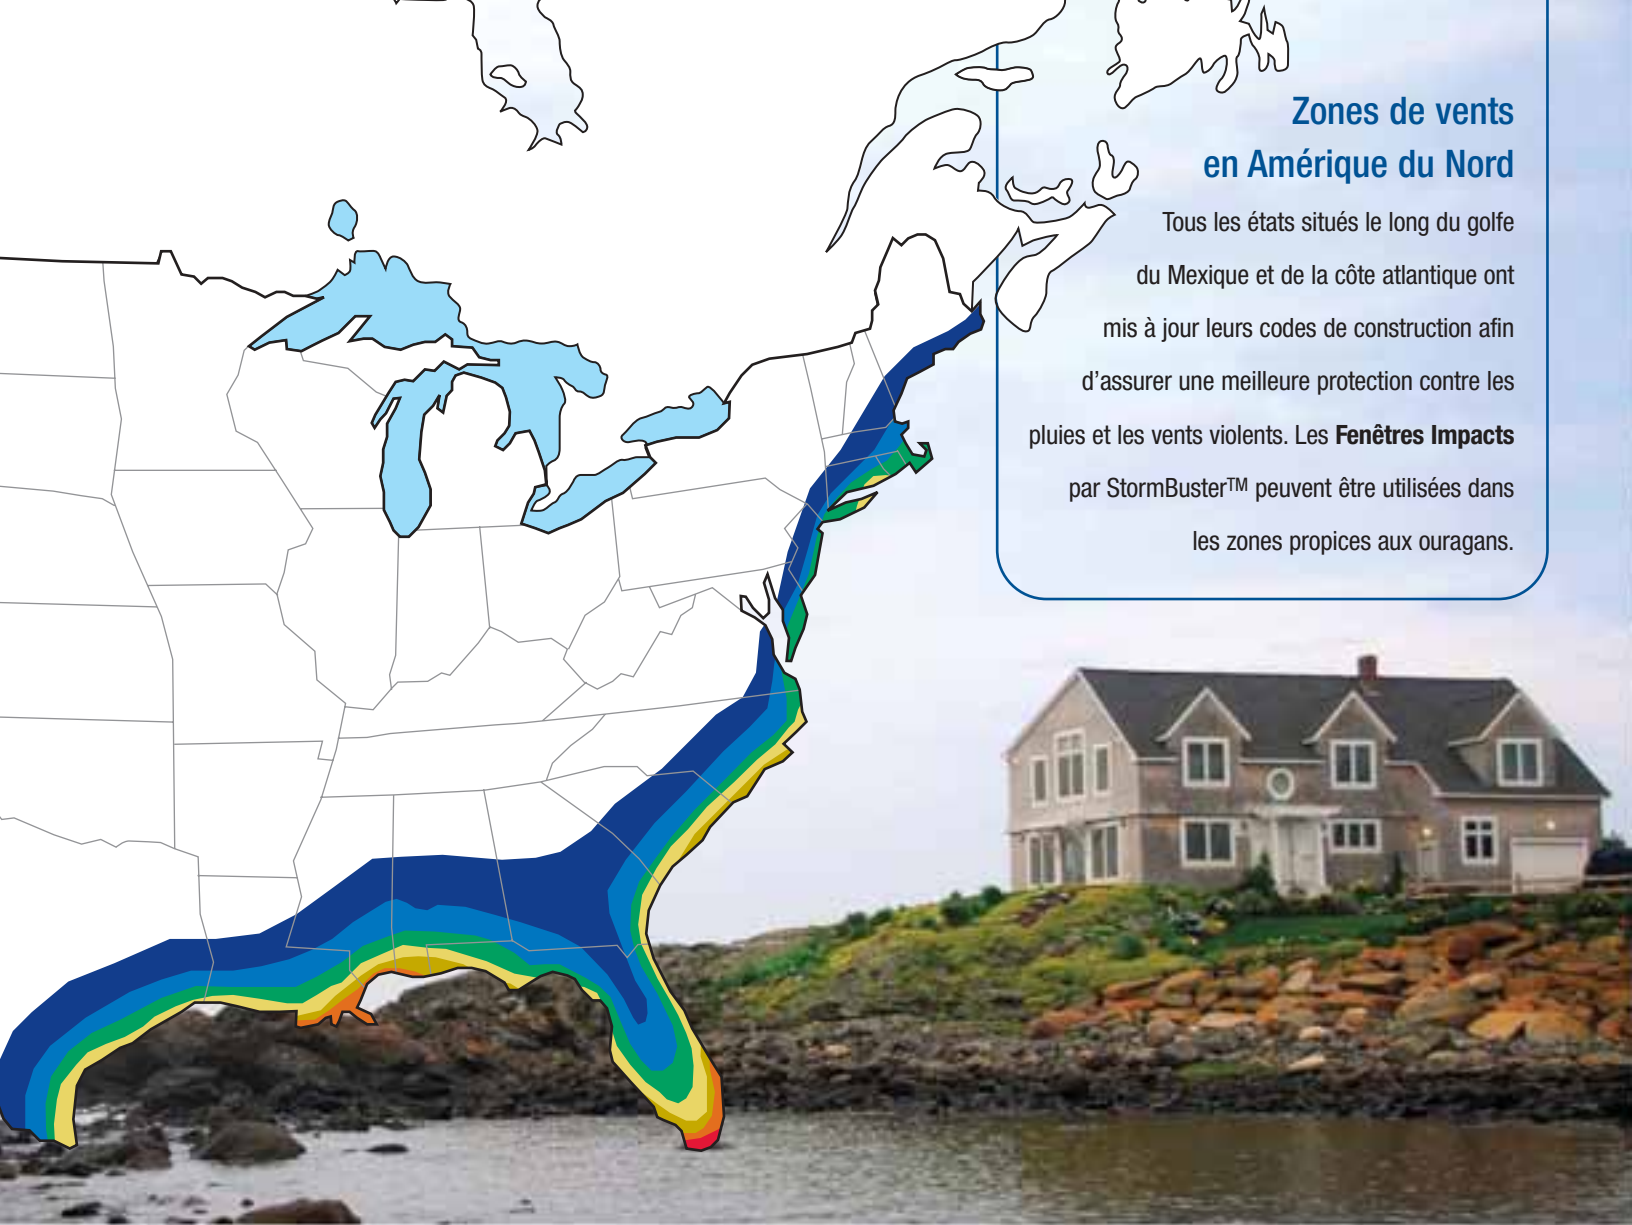 Zones de vents
en Amérique du Nord
Tous les états situés le long du golfe
du Mexique et de la côte atlantique ont
mis à jour leurs codes de construction afin
d'assurer une meilleure protection contre les
pluies et les vents violents. Les Fenêtres Impacts
par StormBuster™ peuvent être utilisées dans
les zones propices aux ouragans.